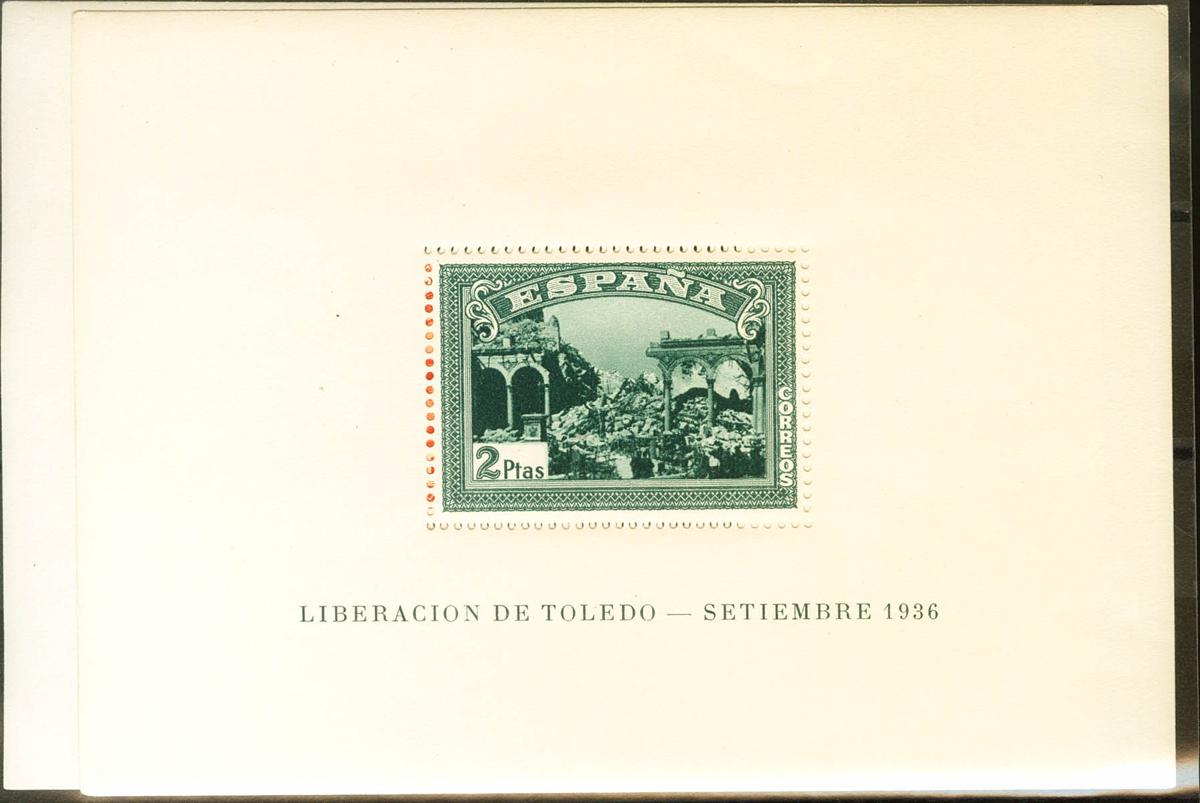 ESPAÑA
CORREOS
2 Ptas
LIBERACION DE TOLEDO — SETIEMBRE 1936